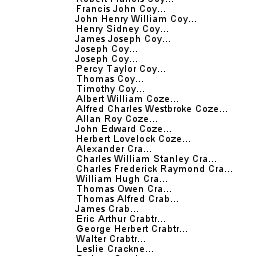 Robert Francis Coy...
Francis John Coy...
John Henry William Coy...
Henry Sidney Coy...
James Joseph Coy...
Joseph Coy...
Joseph Coy...
Percy Taylor Coy...
Thomas Coy...
Timothy Coy...
Albert William Coze...
Alfred Charles Westbroke Coze...
Allan Roy Coze...
John Edward Coze...
Herbert Lovelock Coze...
Alexander Cra...
Charles William Stanley Cra...
Charles Frederick Raymond Cra...
William Hugh Cra...
Thomas Owen Cra...
Thomas Alfred Crab...
James Crab...
Eric Arthur Crabtr...
George Herbert Crabtr...
Walter Crabtr...
Leslie Crackne...